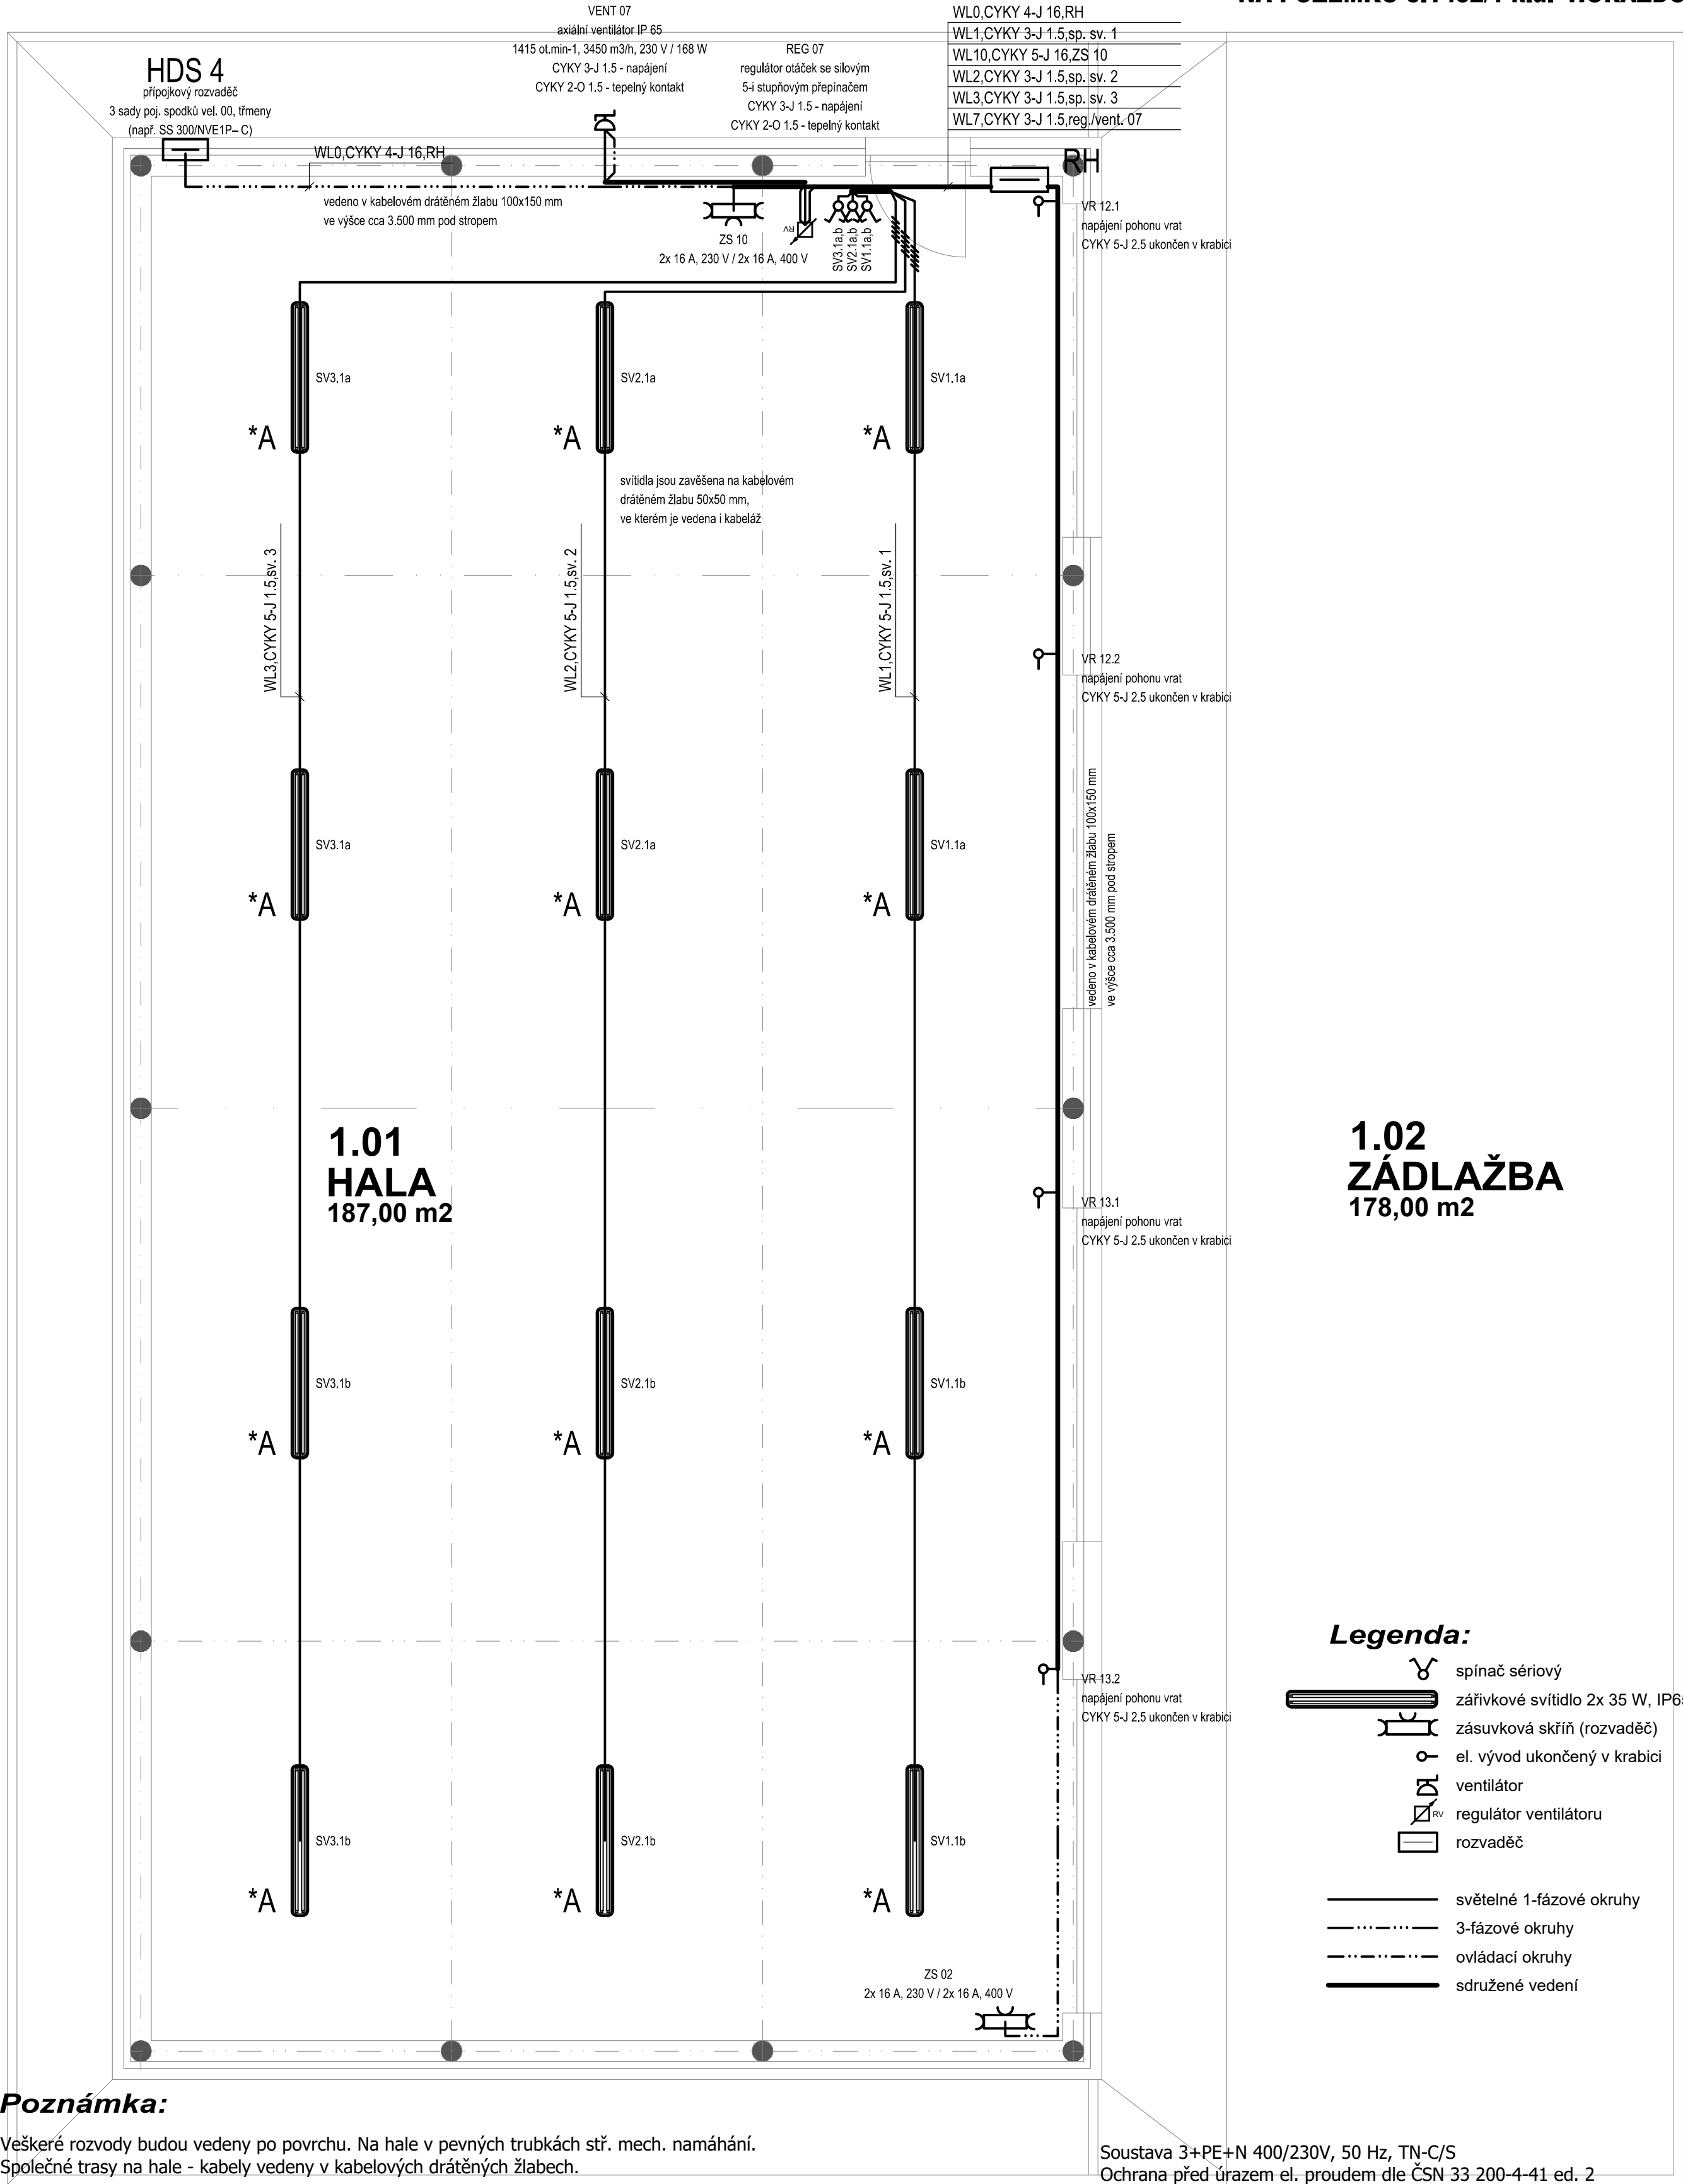 HDS 4
přípojkový rozvaděč
3 sady poj. spodků vel. 00, třmeny
(např. SS 300/NVE1P– C)
VENT 07
axiální ventilátor IP 65
1415 ot.min-1, 3450 m3/h, 230 V / 168 W
CYKY 3-J 1.5 - napájení
CYKY 2-O 1.5 - tepelný kontakt
REG 07
regulátor otáček se silovým
5-i stupňovým přepínačem
CYKY 3-J 1.5 - napájení
CYKY 2-O 1.5 - tepelný kontakt
WL0,CYKY 4-J 16,RH
WL1,CYKY 3-J 1.5,sp. sv. 1
WL10,CYKY 5-J 16,ZS 10
WL2,CYKY 3-J 1.5,sp. sv. 2
WL3,CYKY 3-J 1.5,sp. sv. 3
WL7,CYKY 3-J 1.5,reg./vent. 07
WL0,CYKY 4-J 16,RH
RH
vedeno v kabelovém drátěném žlabu 100x150 mm
ve výšce cca 3.500 mm pod stropem
ZS 10
2x 16 A, 230 V / 2x 16 A, 400 V
RV
SV3.1a,b
SV2.1a,b
SV1.1a,b
VR 12.1
napájení pohonu vrat
CYKY 5-J 2.5 ukončen v krabici
SV3.1a
SV2.1a
SV1.1a
*A
*A
*A
svítidla jsou zavěšena na kabelovém
drátěném žlabu 50x50 mm,
ve kterém je vedena i kabeláž
WL3,CYKY 5-J 1.5,sv. 3
WL2,CYKY 5-J 1.5,sv. 2
WL1,CYKY 5-J 1.5,sv. 1
VR 12.2
napájení pohonu vrat
CYKY 5-J 2.5 ukončen v krabici
SV3.1a
SV2.1a
SV1.1a
*A
*A
*A
vedeno v kabelovém drátěném žlabu 100x150 mm
ve výšce cca 3.500 mm pod stropem
1.01
HALA
187,00 m2
1.02
ZÁDLAŽBA
178,00 m2
VR 13.1
napájení pohonu vrat
CYKY 5-J 2.5 ukončen v krabici
SV3.1b
SV2.1b
SV1.1b
*A
*A
*A
VR 13.2
napájení pohonu vrat
CYKY 5-J 2.5 ukončen v krabici
SV3.1b
SV2.1b
SV1.1b
*A
*A
*A
ZS 02
2x 16 A, 230 V / 2x 16 A, 400 V
Legenda:
spínač sériový
zářivkové svítidlo 2x 35 W, IP65
zásuvková skříň (rozvaděč)
el. vývod ukončený v krabici
ventilátor
RV regulátor ventilátoru
rozvaděč
světelné 1-fázové okruhy
3-fázové okruhy
ovládací okruhy
sdružené vedení
Poznámka:
Veškeré rozvody budou vedeny po povrchu. Na hale v pevných trubkách stř. mech. namáhání.
Společné trasy na hale - kabely vedeny v kabelových drátěných žlabech.
Soustava 3+PE+N 400/230V, 50 Hz, TN-C/S
Ochrana před úrazem el. proudem dle ČSN 33 200-4-41 ed. 2